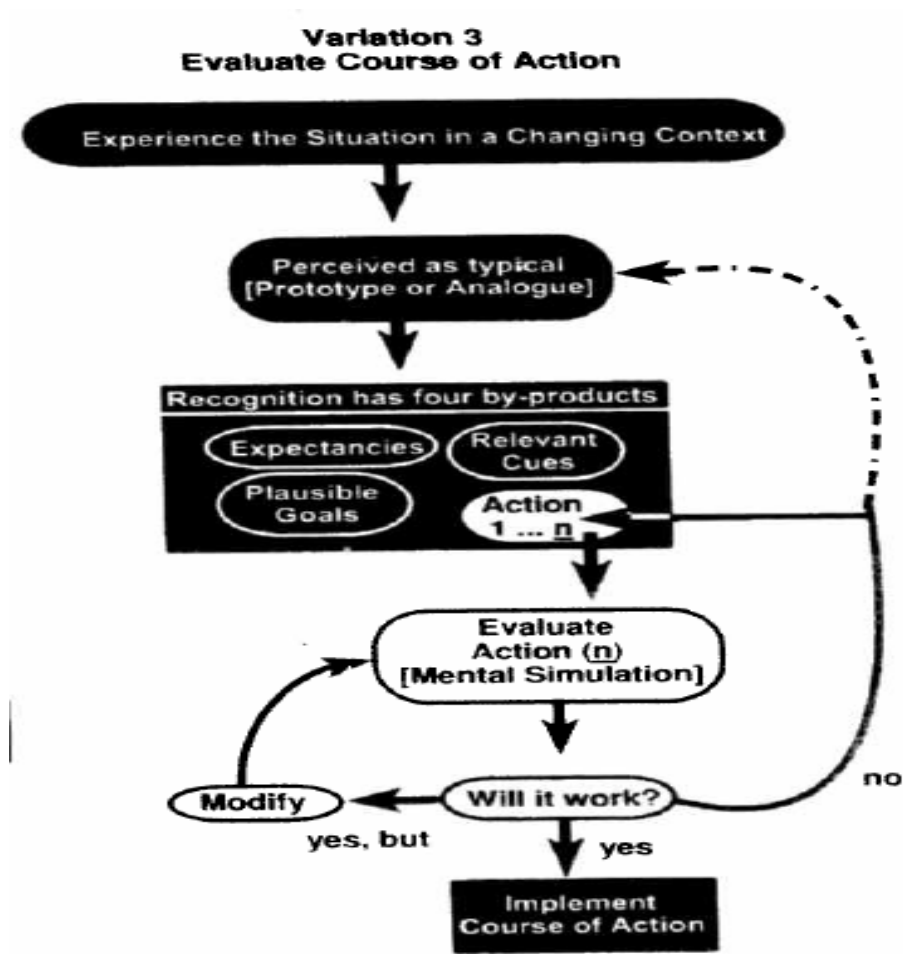 Variation 3
Evaluate Course of Action
Experience the Situation in a Changing Context
Perceived as typical
[Prototype or Analogue]
Recognition has four by-products
Expectancies
Relevant
Cues
Plausible
Goals
Action
1 ... n
Evaluate
Action (n)
[Mental Simulation]
Modify
Will it work?
no
yes, but
yes
Implement
Course of Action